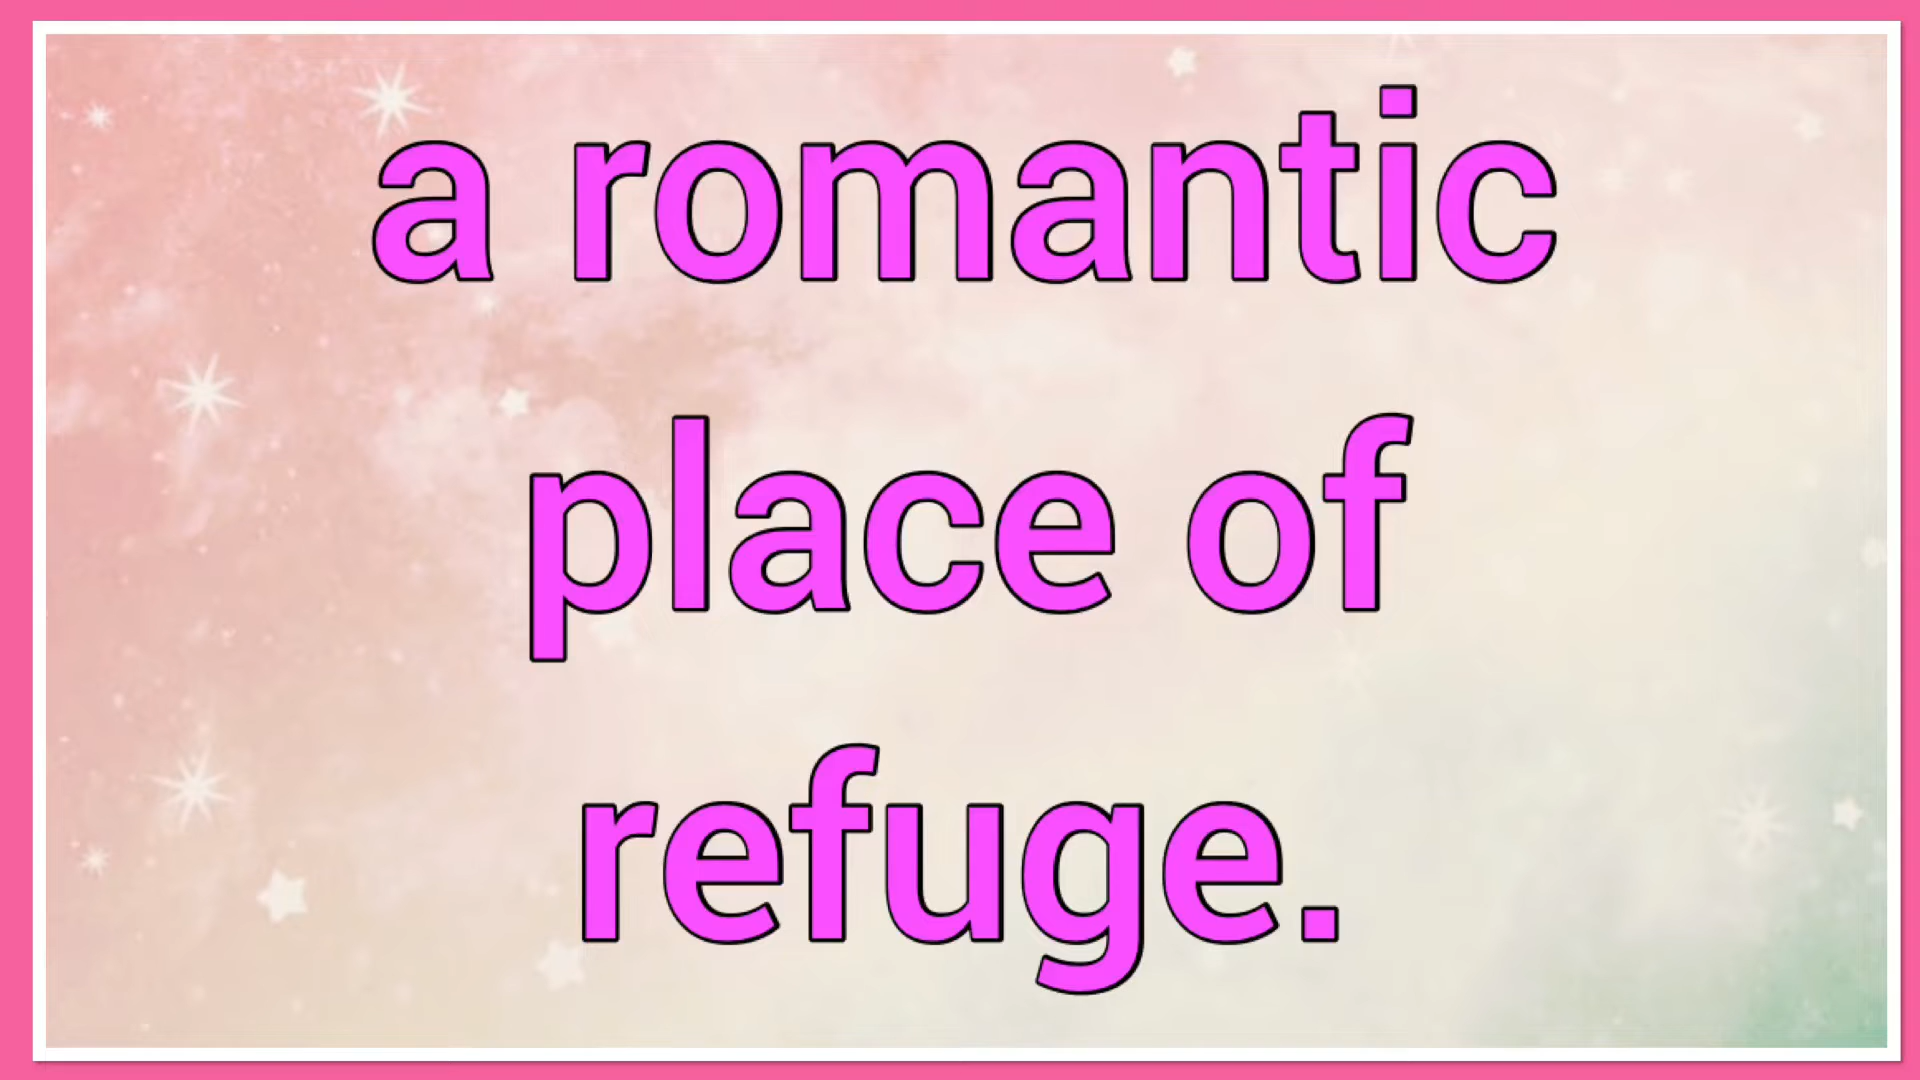 a romantic
place of
refuge.